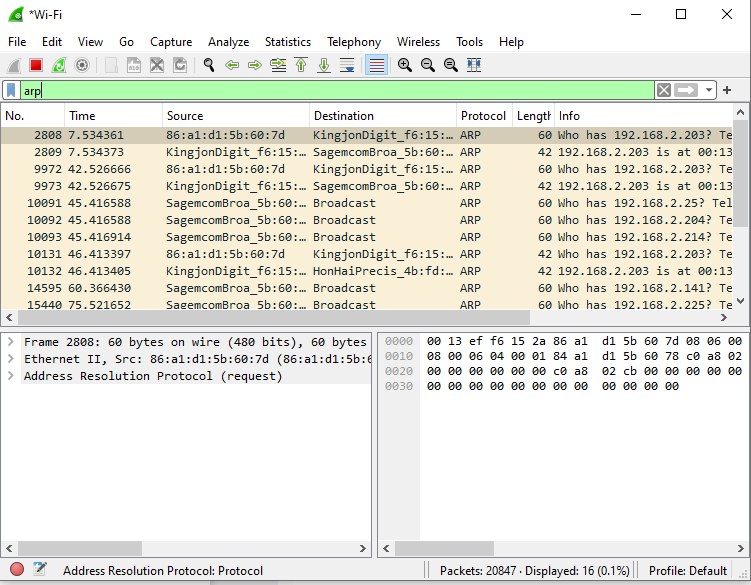 *Wi-Fi
File Edit View Go Capture Analyze Statistics Telephony Wireless Tools Help
arp
No. Time Source Destination Protocol Length Info
2808 7.534361 86:a1:d1:5b:60:7d KingjonDigit_f6:15:… ARP 60 Who has 192.168.2.203? Te
2809 7.534373 KingjonDigit_f6:15:… SagemcomBroa_5b:60:… ARP 42 192.168.2.203 is at 00:13
9972 42.526666 86:a1:d1:5b:60:7d KingjonDigit_f6:15:… ARP 60 Who has 192.168.2.203? Te
9973 42.526675 KingjonDigit_f6:15:… SagemcomBroa_5b:60:… ARP 42 192.168.2.203 is at 00:13
10091 45.416588 SagemcomBroa_5b:60:… Broadcast ARP 60 Who has 192.168.2.25? Tel
10092 45.416588 SagemcomBroa_5b:60:… Broadcast ARP 60 Who has 192.168.2.204? Te
10093 45.416914 SagemcomBroa_5b:60:… Broadcast ARP 60 Who has 192.168.2.214? Te
10131 46.413397 86:a1:d1:5b:60:7d KingjonDigit_f6:15:… ARP 60 Who has 192.168.2.203? Te
10132 46.413405 KingjonDigit_f6:15:… HonHaiPrecis_4b:fd:… ARP 42 192.168.2.203 is at 00:13
14595 60.366430 SagemcomBroa_5b:60:… Broadcast ARP 60 Who has 192.168.2.141? Te
15440 75.521652 SagemcomBroa_5b:60:… Broadcast ARP 60 Who has 192.168.2.225? Te
Frame 2808: 60 bytes on wire (480 bits), 60 bytes
Ethernet II, Src: 86:a1:d1:5b:60:7d (86:a1:d1:5b:6
Address Resolution Protocol (request)
0000 00 13 ef f6 15 2a 86 a1 d1 5b 60 7d 08 06 00
0010 08 00 06 04 00 01 84 a1 d1 5b 60 78 c0 a8 02
0020 00 00 00 00 00 00 c0 a8 02 cb 00 00 00 00 00
0030 00 00 00 00 00 00 00 00 00 00 00 00
Address Resolution Protocol: Protocol
Packets: 20847 · Displayed: 16 (0.1%)
Profile: Default